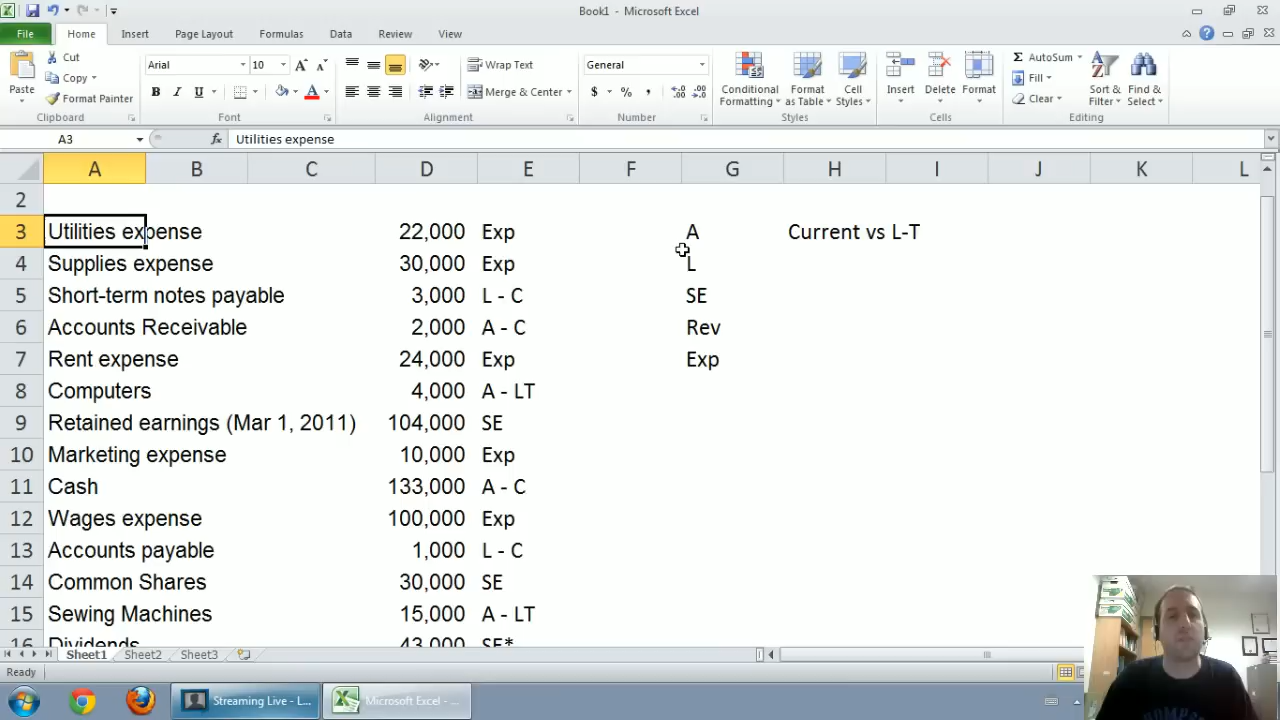 Book1 - Microsoft Excel
File Home Insert Page Layout Formulas Data Review View
Cut Arial 10 Wrap Text General AutoSum
Copy Fill
Paste Format Painter B I U Merge & Center $ % , Conditional Formatting Format as Table Cell Styles Insert Delete Format Clear Sort & Filter Find & Select
Clipboard Font Alignment Number Styles Cells Editing
A3 fx Utilities expense
A B C D E F G H I J K L
2
3 Utilities expense 22,000 Exp A Current vs L-T
4 Supplies expense 30,000 Exp L
5 Short-term notes payable 3,000 L - C SE
6 Accounts Receivable 2,000 A - C Rev
7 Rent expense 24,000 Exp Exp
8 Computers 4,000 A - LT
9 Retained earnings (Mar 1, 2011) 104,000 SE
10 Marketing expense 10,000 Exp
11 Cash 133,000 A - C
12 Wages expense 100,000 Exp
13 Accounts payable 1,000 L - C
14 Common Shares 30,000 SE
15 Sewing Machines 15,000 A - LT
16 Dividends 43,000 SE*
Sheet1 Sheet2 Sheet3
Ready
Streaming Live - L... Microsoft Excel - ...